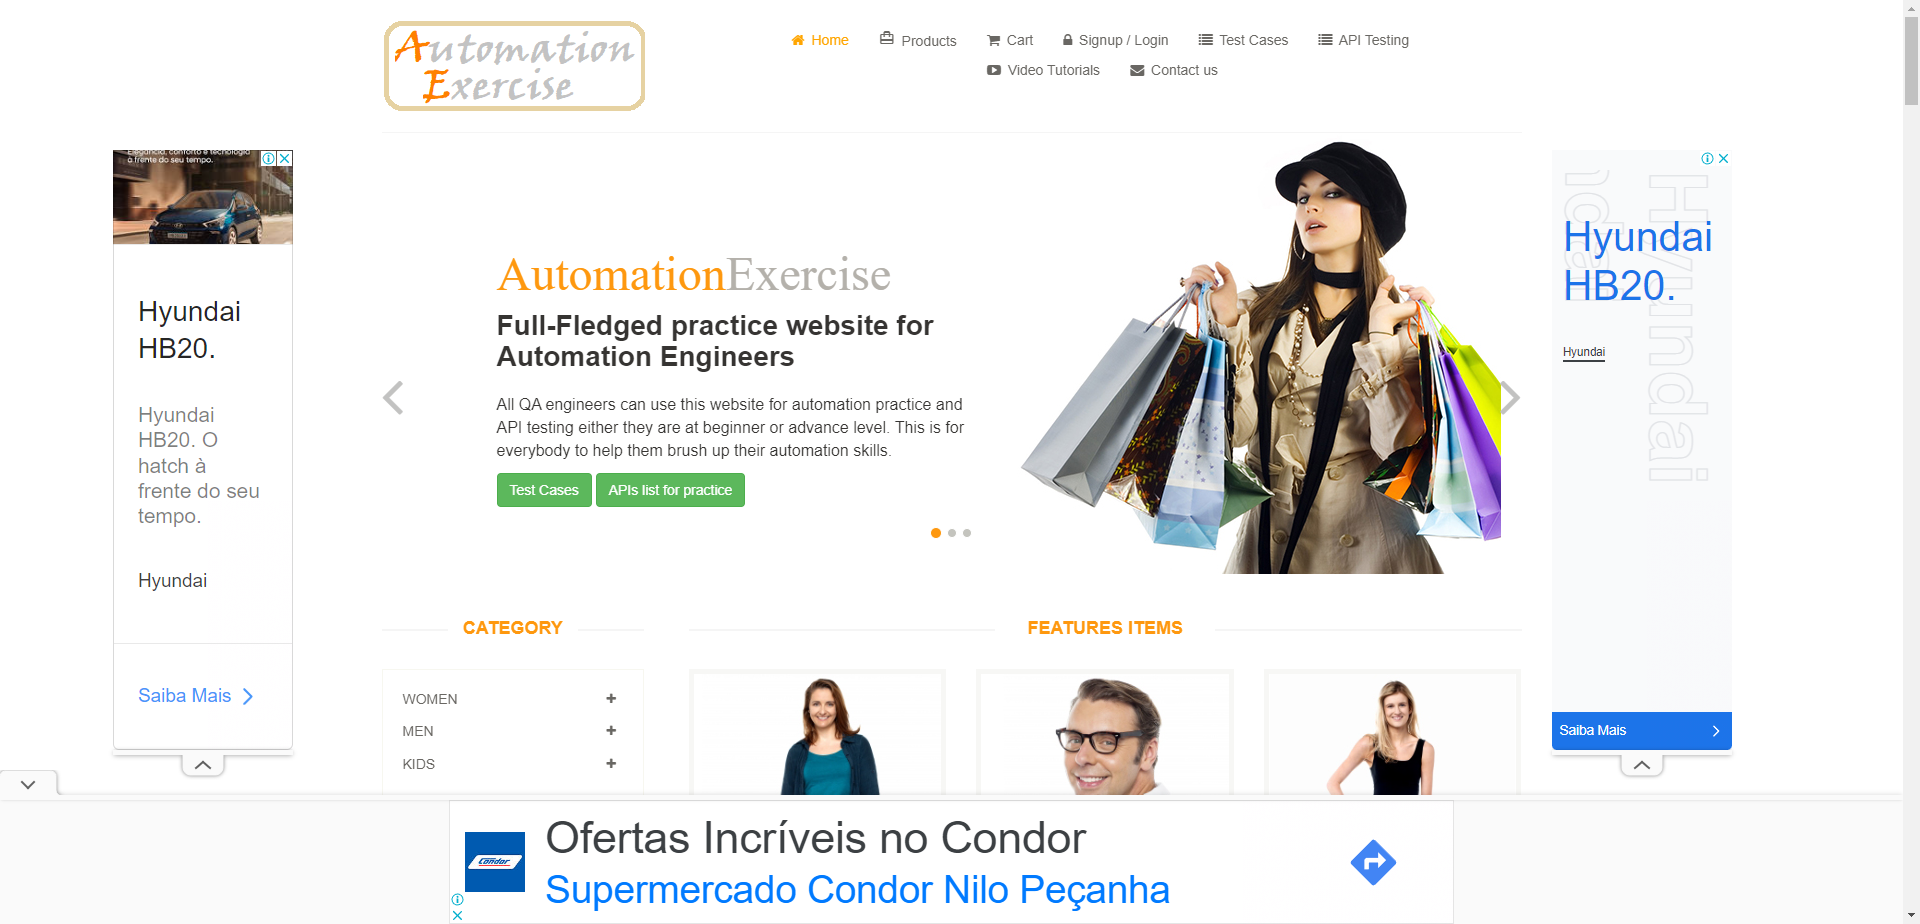 Automation
Exercise
Home
Products
Cart
Signup / Login
Test Cases
API Testing
Video Tutorials
Contact us
Elegância, conforto e tecnologia
à frente do seu tempo.
Hyundai
HB20.
Hyundai
HB20. O
hatch à
frente do seu
tempo.
Hyundai
Saiba Mais
AutomationExercise
Full-Fledged practice website for
Automation Engineers
All QA engineers can use this website for automation practice and
API testing either they are at beginner or advance level. This is for
everybody to help them brush up their automation skills.
Test Cases
APIs list for practice
Hyundai
Hyundai
HB20.
Hyundai
Saiba Mais
CATEGORY
WOMEN
MEN
KIDS
FEATURES ITEMS
Condor
Ofertas Incríveis no Condor
Supermercado Condor Nilo Peçanha